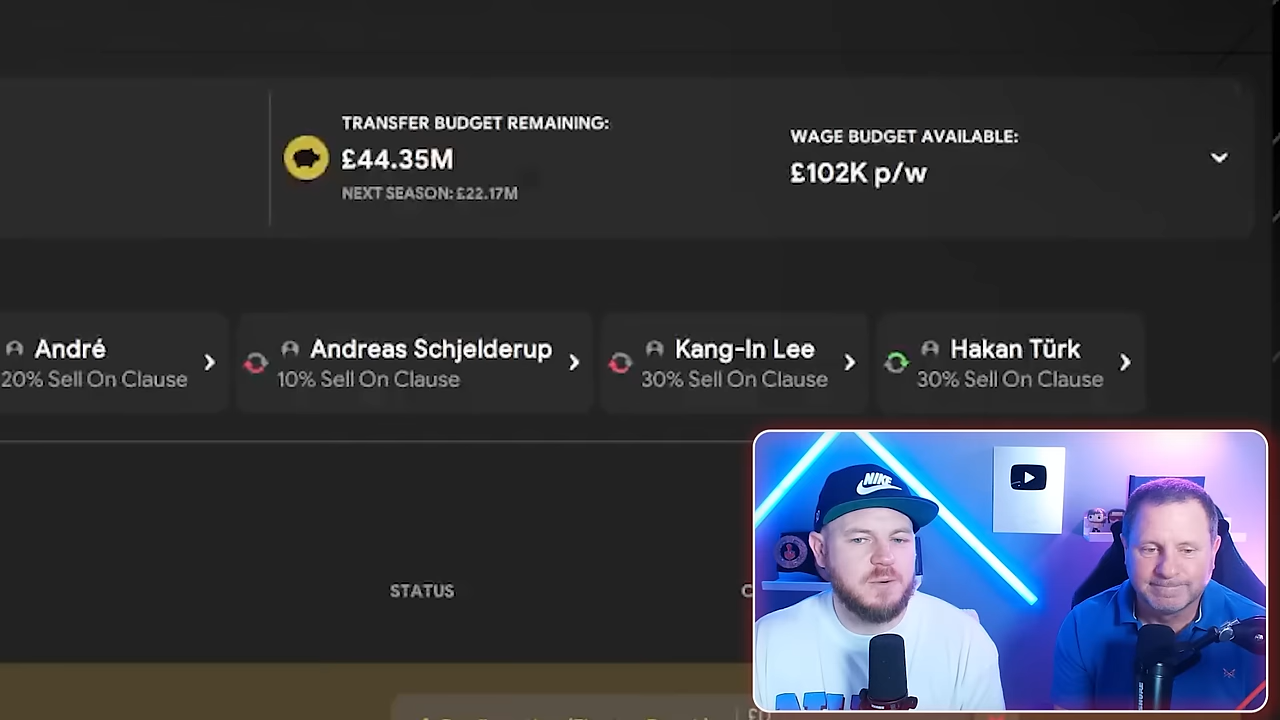 TRANSFER BUDGET REMAINING:
£44.35M
NEXT SEASON: £22.17M
WAGE BUDGET AVAILABLE:
£102K p/w
André
20% Sell On Clause
Andreas Schjelderup
10% Sell On Clause
Kang-In Lee
30% Sell On Clause
Hakan Türk
30% Sell On Clause
STATUS
NIKE